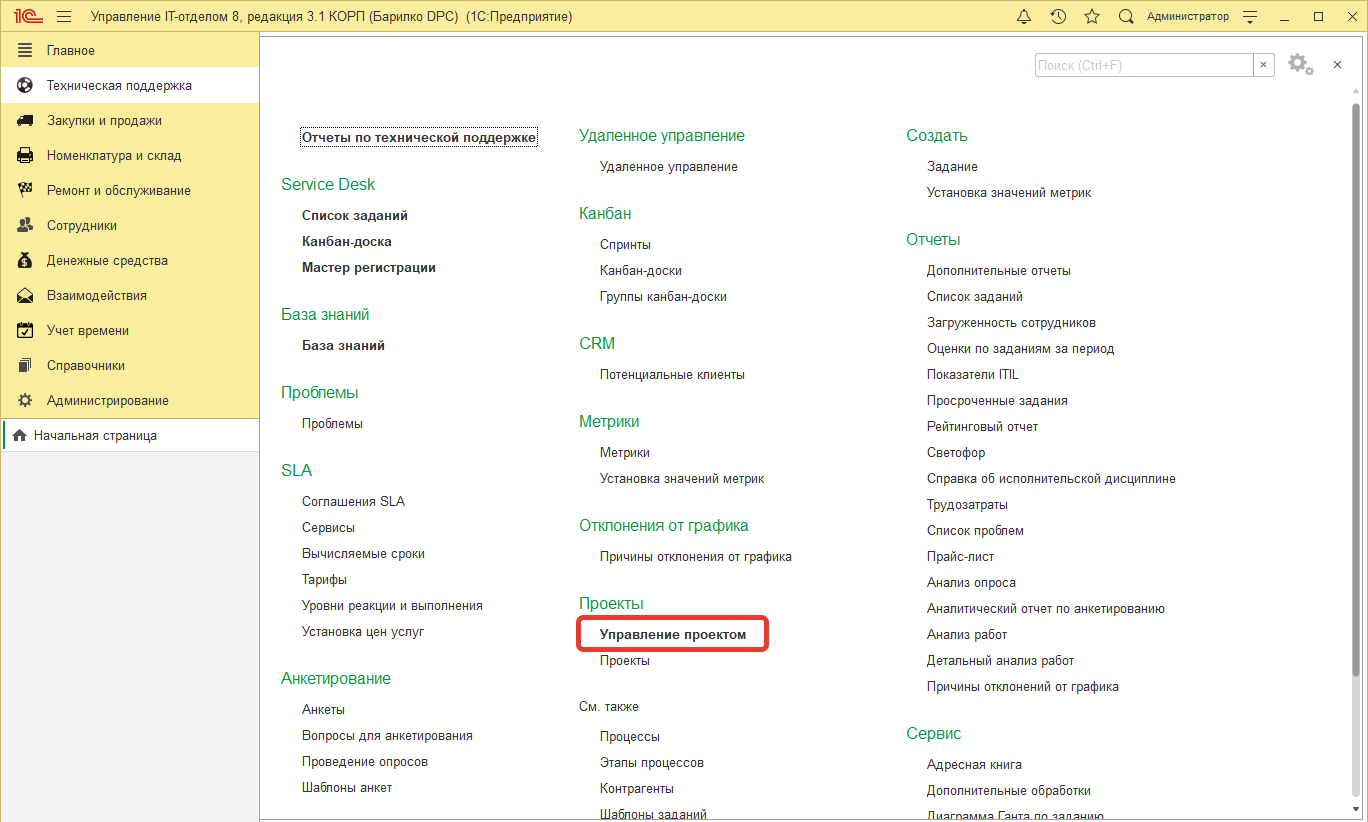 1С
Управление IT-отделом 8, редакция 3.1 КОРП (Барилко DPC) (1С:Предприятие)
Администратор
Главное
Техническая поддержка
Закупки и продажи
Номенклатура и склад
Ремонт и обслуживание
Сотрудники
Денежные средства
Взаимодействия
Учет времени
Справочники
Администрирование
Начальная страница
Поиск (Ctrl+F)
Отчеты по технической поддержке
Service Desk
Список заданий
Канбан-доска
Мастер регистрации
База знаний
База знаний
Проблемы
Проблемы
SLA
Соглашения SLA
Сервисы
Вычисляемые сроки
Тарифы
Уровни реакции и выполнения
Установка цен услуг
Анкетирование
Анкеты
Вопросы для анкетирования
Проведение опросов
Шаблоны анкет
Удаленное управление
Удаленное управление
Канбан
Спринты
Канбан-доски
Группы канбан-доски
CRM
Потенциальные клиенты
Метрики
Метрики
Установка значений метрик
Отклонения от графика
Причины отклонения от графика
Проекты
Управление проектом
Проекты
См. также
Процессы
Этапы процессов
Контрагенты
Шаблоны заданий
Создать
Задание
Установка значений метрик
Отчеты
Дополнительные отчеты
Список заданий
Загруженность сотрудников
Оценки по заданиям за период
Показатели ITIL
Просроченные задания
Рейтинговый отчет
Светофор
Справка об исполнительской дисциплине
Трудозатраты
Список проблем
Прайс-лист
Анализ опроса
Аналитический отчет по анкетированию
Анализ работ
Детальный анализ работ
Причины отклонений от графика
Сервис
Адресная книга
Дополнительные обработки
Диаграмма Ганта по заданию